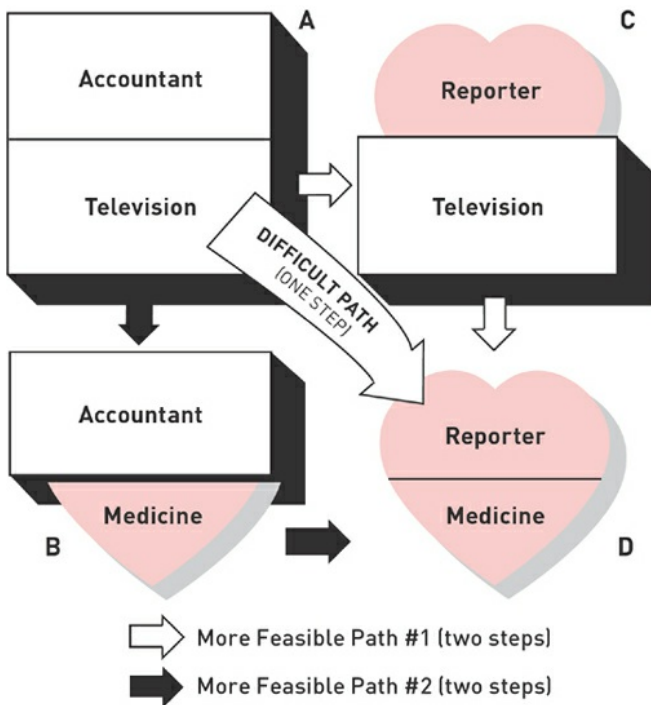 A
Accountant
Television
C
Reporter
Television
DIFFICULT PATH
(ONE STEP)
Accountant
Medicine
B
Reporter
Medicine
D
More Feasible Path #1 (two steps)
More Feasible Path #2 (two steps)